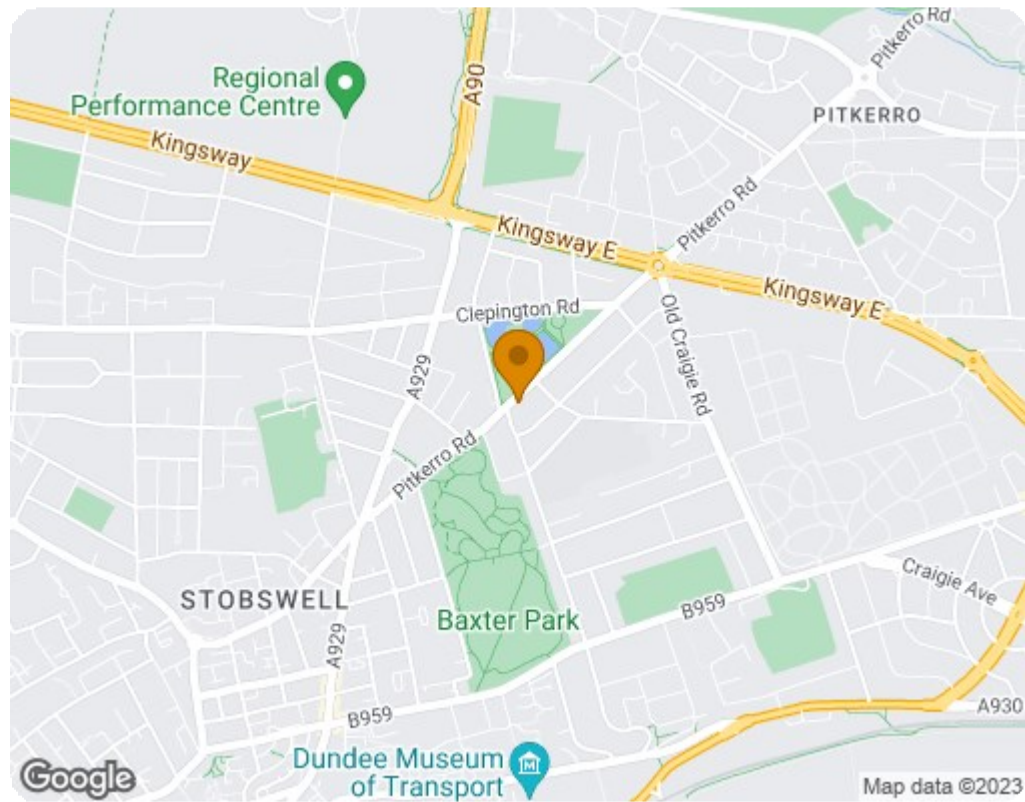 Pitkerro Rd
Regional
Performance Centre
A90
PITKERRO
Kingsway
Pitkerro Rd
Kingsway E
Kingsway E
Clepington Rd
Old Craigie Rd
A929
Pitkerro Rd
Craigie Ave
STOBSWELL
B959
Baxter Park
A929
A930
B959
Dundee Museum
of Transport
Google
Map data ©2023